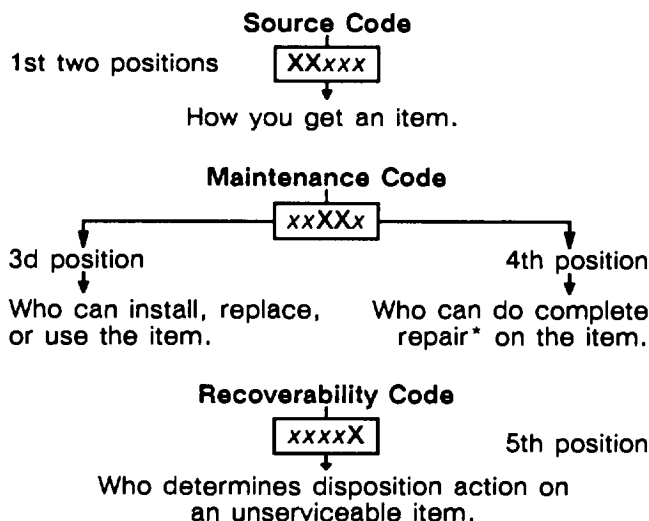 Source Code
1st two positions
XXxxx
How you get an item.
Maintenance Code
xxXXx
3d position
4th position
Who can install, replace,
or use the item.
Who can do complete
repair* on the item.
Recoverability Code
xxxxX
5th position
Who determines disposition action on
an unserviceable item.